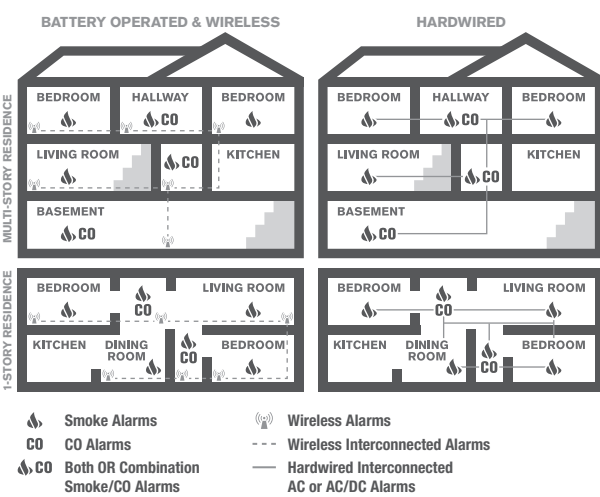 BATTERY OPERATED & WIRELESS
HARDWIRED
MULTI-STORY RESIDENCE
BEDROOM
HALLWAY
BEDROOM
CO
LIVING ROOM
CO
KITCHEN
BASEMENT
CO
BEDROOM
HALLWAY
BEDROOM
CO
LIVING ROOM
CO
KITCHEN
BASEMENT
CO
1-STORY RESIDENCE
BEDROOM
CO
LIVING ROOM
KITCHEN
DINING
ROOM
CO
BEDROOM
BEDROOM
CO
LIVING ROOM
KITCHEN
DINING
ROOM
CO
BEDROOM
Smoke Alarms
CO CO Alarms
CO Both OR Combination
Smoke/CO Alarms
Wireless Alarms
Wireless Interconnected Alarms
Hardwired Interconnected
AC or AC/DC Alarms